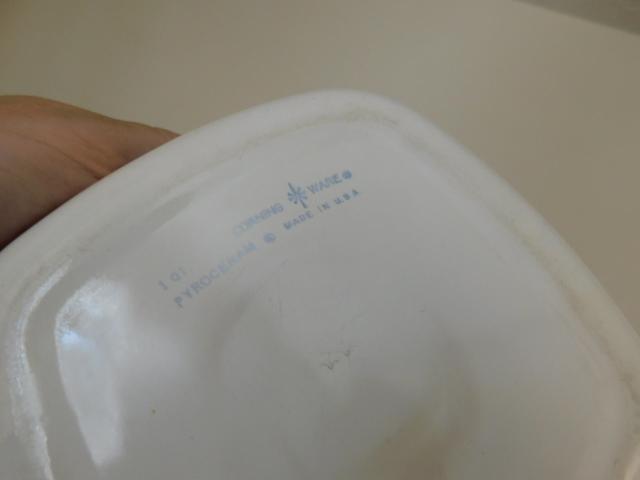 CORNING WARE®
1 QT
PYROCERAM © MADE IN U.S.A